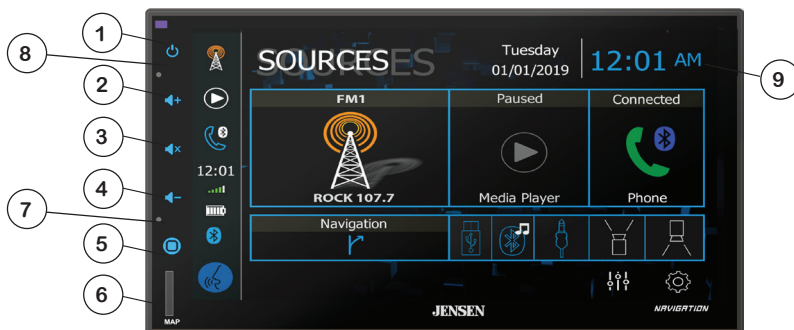 1
8
2
3
4
7
5
6
9
SOURCES
Tuesday
01/01/2019
12:01 AM
FM1
Paused
Connected
12:01
ROCK 107.7
Media Player
Phone
Navigation
MAP
JENSEN
NAVIGATION